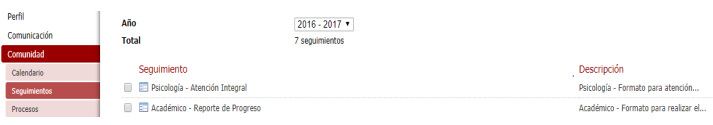 Perfil
Comunicación
Comunidad
Calendario
Seguimientos
Procesos
Año 2016 - 2017
Total 7 seguimientos
Seguimiento Descripción
Psicología - Atención Integral Psicología - Formato para atención...
Académico - Reporte de Progreso Académico - Formato para realizar el...